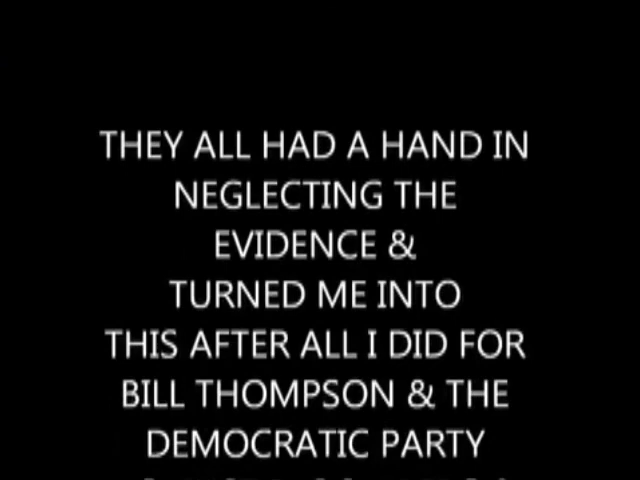 THEY ALL HAD A HAND IN
NEGLECTING THE
EVIDENCE &
TURNED ME INTO
THIS AFTER ALL I DID FOR
BILL THOMPSON & THE
DEMOCRATIC PARTY